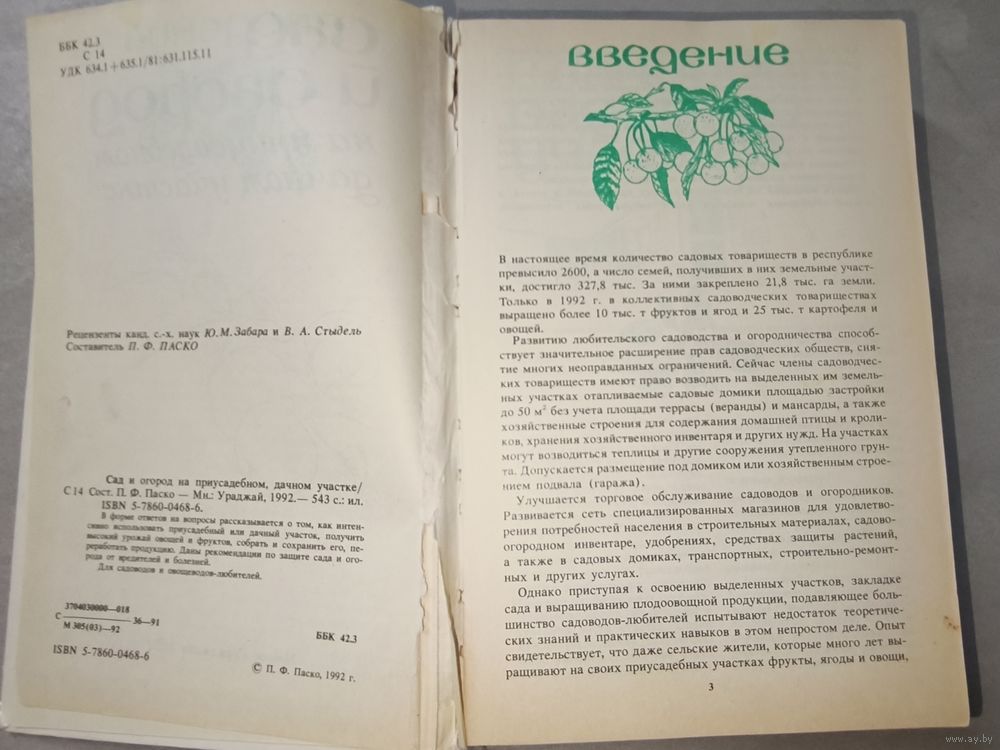 ББК 42.3
С 14
УДК 634.1+635.1/81:631.115.11
Рецензенты канд. с.-х. наук Ю.М.Забара и В. А. Стыдель
Составитель П. Ф. ПАСКО
Сад и огород на приусадебном, дачном участке/
С 14 Сост. П. Ф. Паско — Мн.: Ураджай, 1992.— 543 с.: ил.
ISBN 5-7860-0468-6.
В форме ответов на вопросы рассказывается о том, как интен-
сивно использовать приусадебный или дачный участок, получить
высокий урожай овощей и фруктов, собрать и сохранить его, пе-
реработать продукцию. Даны рекомендации по защите сада и ого-
рода от вредителей и болезней.
Для садоводов и овощеводов-любителей.
3704030000—018
С ———— 36—91
М 305(03)—92
ББК 42.3
ISBN 5-7860-0468-6
© П. Ф. Паско, 1992 г.
введение
В настоящее время количество садовых товариществ в республике
превысило 2600, а число семей, получивших в них земельные участ-
ки, достигло 327,8 тыс. За ними закреплено 21,8 тыс. га земли.
Только в 1992 г. в коллективных садоводческих товариществах
выращено более 10 тыс. т фруктов и ягод и 25 тыс. т картофеля и
овощей.
Развитию любительского садоводства и огородничества способ-
ствует значительное расширение прав садоводческих обществ, сня-
тие многих неоправданных ограничений. Сейчас члены садоводчес-
ких товариществ имеют право возводить на выделенных им земель-
ных участках отапливаемые садовые домики площадью застройки
до 50 м² без учета площади террасы (веранды) и мансарды, а также
хозяйственные строения для содержания домашней птицы и кроли-
ков, хранения хозяйственного инвентаря и других нужд. На участках
могут возводиться теплицы и другие сооружения утепленного грун-
та. Допускается размещение под домиком или хозяйственным строе-
нием подвала (гаража).
Улучшается торговое обслуживание садоводов и огородников.
Развивается сеть специализированных магазинов для удовлетво-
рения потребностей населения в строительных материалах, садово-
огородном инвентаре, удобрениях, средствах защиты растений,
а также в садовых домиках, транспортных, строительно-ремонт-
ных и других услугах.
Однако приступая к освоению выделенных участков, закладке
сада и выращиванию плодоовощной продукции, подавляющее боль-
шинство садоводов-любителей испытывают недостаток теоретиче-
ских знаний и практических навыков в этом непростом деле. Опыт
свидетельствует, что даже сельские жители, которые много лет вы-
ращивают на своих приусадебных участках фрукты, ягоды и овощи,
3
www.ay.by